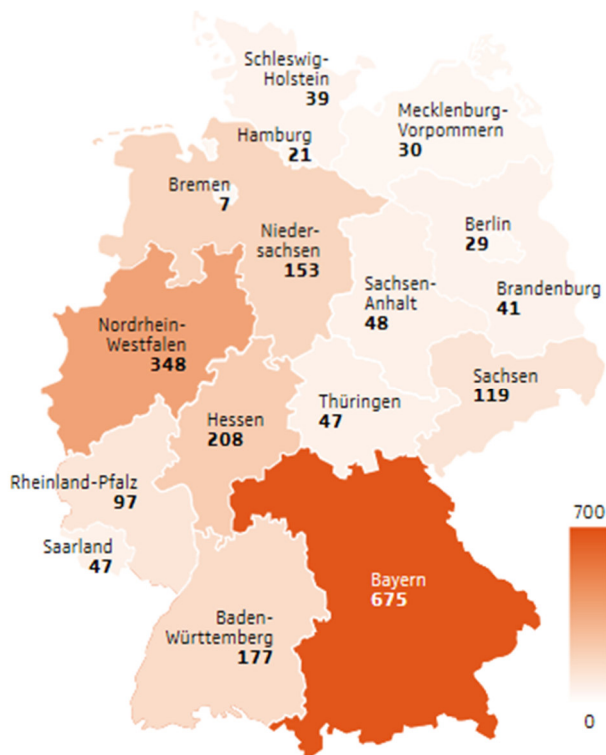 Schleswig-
Holstein
39
Mecklenburg-
Vorpommern
30
Hamburg
21
Bremen
7
Nieder-
sachsen
153
Berlin
29
Sachsen-
Anhalt
48
Brandenburg
41
Nordrhein-
Westfalen
348
Sachsen
119
Hessen
208
Thüringen
47
Rheinland-Pfalz
97
Saarland
47
Bayern
675
Baden-
Württemberg
177
700
0